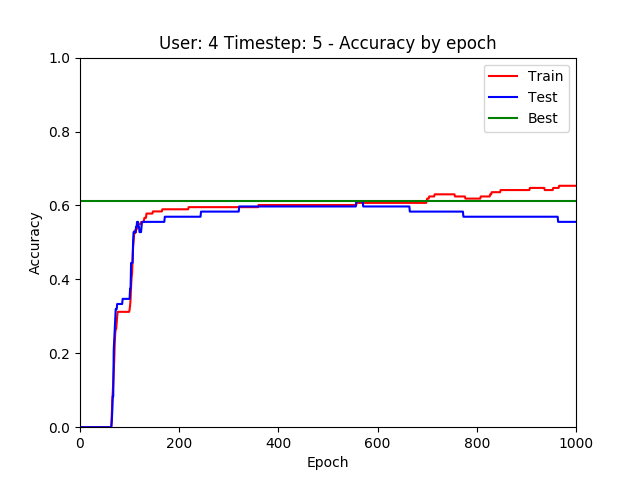 User: 4 Timestep: 5 - Accuracy by epoch
1.0
0.8
0.6
0.4
0.2
0.0
Accuracy
Train
Test
Best
0 200 400 600 800 1000
Epoch